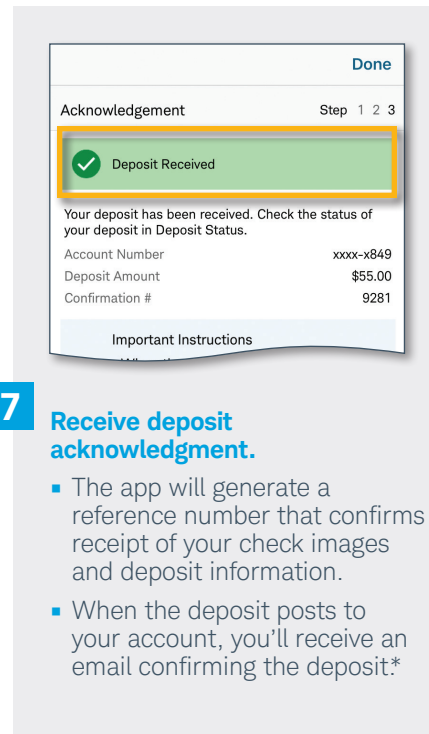 Done
Acknowledgement Step 1 2 3
Deposit Received
Your deposit has been received. Check the status of
your deposit in Deposit Status.
Account Number xxxx-x849
Deposit Amount $55.00
Confirmation # 9281
Important Instructions
7
Receive deposit
acknowledgment.
▪ The app will generate a
reference number that confirms
receipt of your check images
and deposit information.
▪ When the deposit posts to
your account, you'll receive an
email confirming the deposit.*